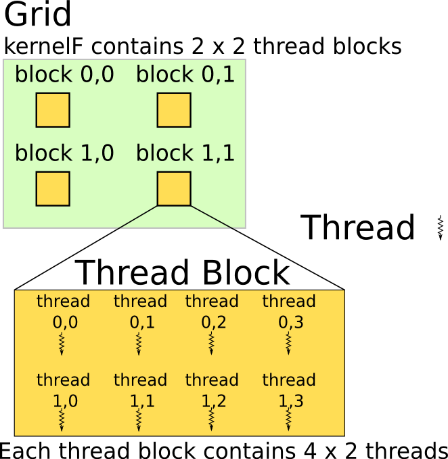 Grid
kernelF contains 2 x 2 thread blocks
block 0,0 block 0,1
block 1,0 block 1,1
Thread
Thread Block
thread thread thread thread
0,0 0,1 0,2 0,3
thread thread thread thread
1,0 1,1 1,2 1,3
Each thread block contains 4 x 2 threads